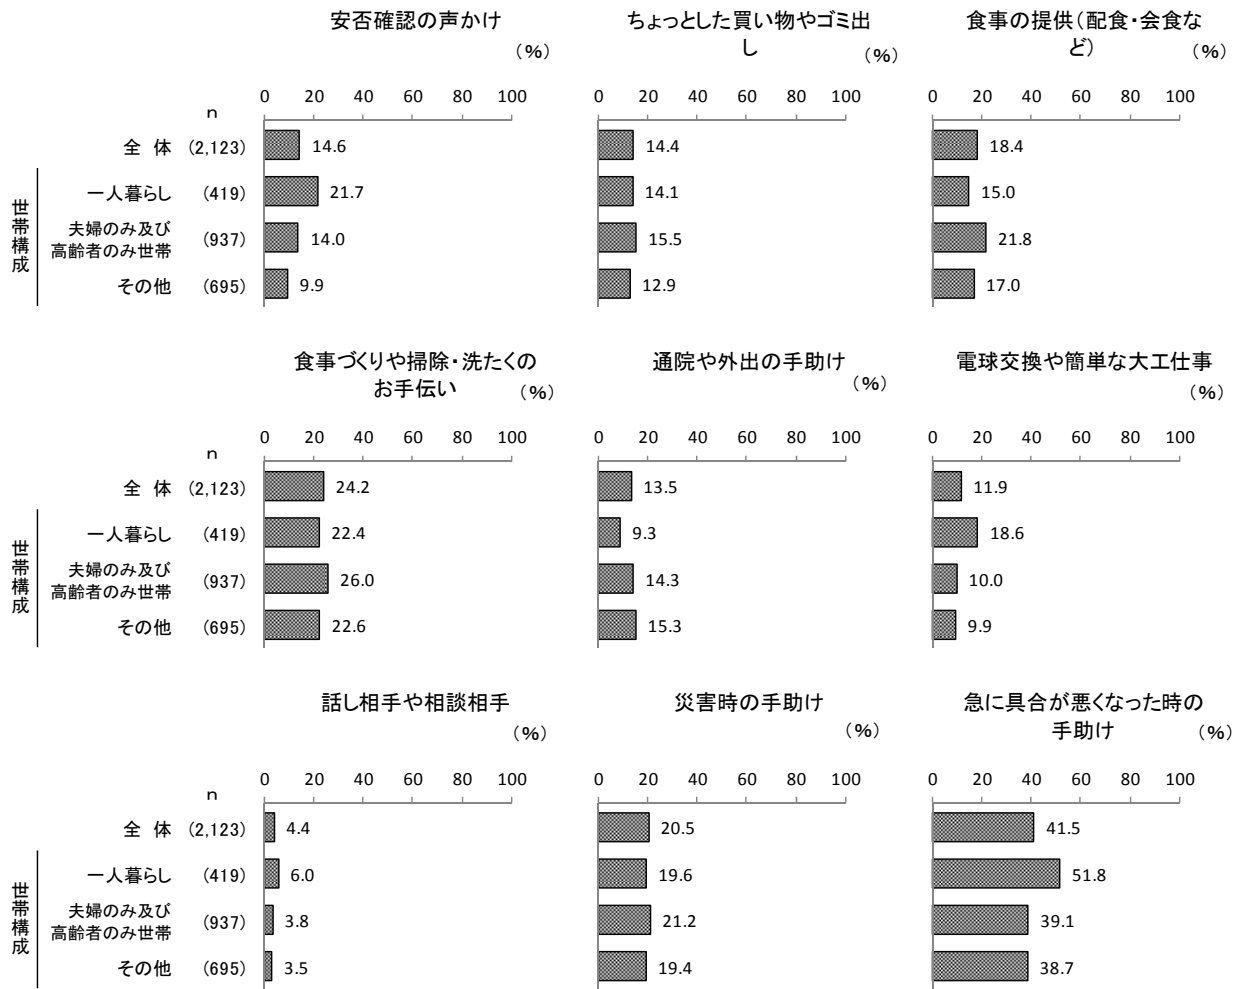 安否確認の声かけ
(%)
ちょっとした買い物やゴミ出
し
(%)
食事の提供(配食・会食な
ど)
(%)
0 20 40 60 80 100
0 20 40 60 80 100
0 20 40 60 80 100
n
全 体 (2,123) 14.6 14.4 18.4
世帯構成
一人暮らし (419) 21.7 14.1 15.0
夫婦のみ及び
高齢者のみ世帯 (937) 14.0 15.5 21.8
その他 (695) 9.9 12.9 17.0
食事づくりや掃除・洗たくの
お手伝い
(%)
通院や外出の手助け
(%)
電球交換や簡単な大工仕事
(%)
0 20 40 60 80 100
0 20 40 60 80 100
0 20 40 60 80 100
n
全 体 (2,123) 24.2 13.5 11.9
世帯構成
一人暮らし (419) 22.4 9.3 18.6
夫婦のみ及び
高齢者のみ世帯 (937) 26.0 14.3 10.0
その他 (695) 22.6 15.3 9.9
話し相手や相談相手
(%)
災害時の手助け
(%)
急に具合が悪くなった時の
手助け
(%)
0 20 40 60 80 100
0 20 40 60 80 100
0 20 40 60 80 100
n
全 体 (2,123) 4.4 20.5 41.5
世帯構成
一人暮らし (419) 6.0 19.6 51.8
夫婦のみ及び
高齢者のみ世帯 (937) 3.8 21.2 39.1
その他 (695) 3.5 19.4 38.7